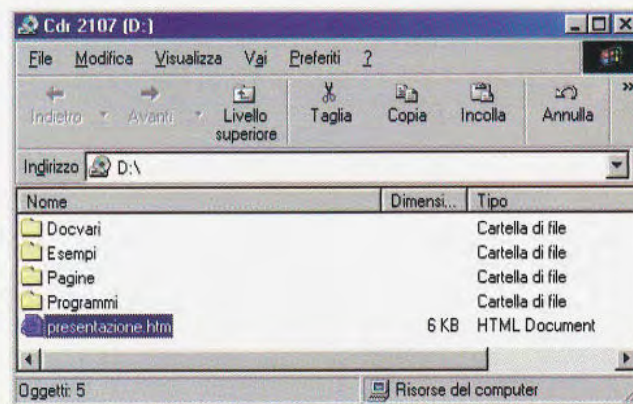 Cdr 2107 (D:)
File Modifica Visualizza Vai Preferiti ?
Indietro Avanti Livello superiore Taglia Copia Incolla Annulla »
Indirizzo D:\
Nome Dimensi... Tipo
Docvari Cartella di file
Esempi Cartella di file
Pagine Cartella di file
Programmi Cartella di file
presentazione.htm 6 KB HTML Document
Oggetti: 5 Risorse del computer